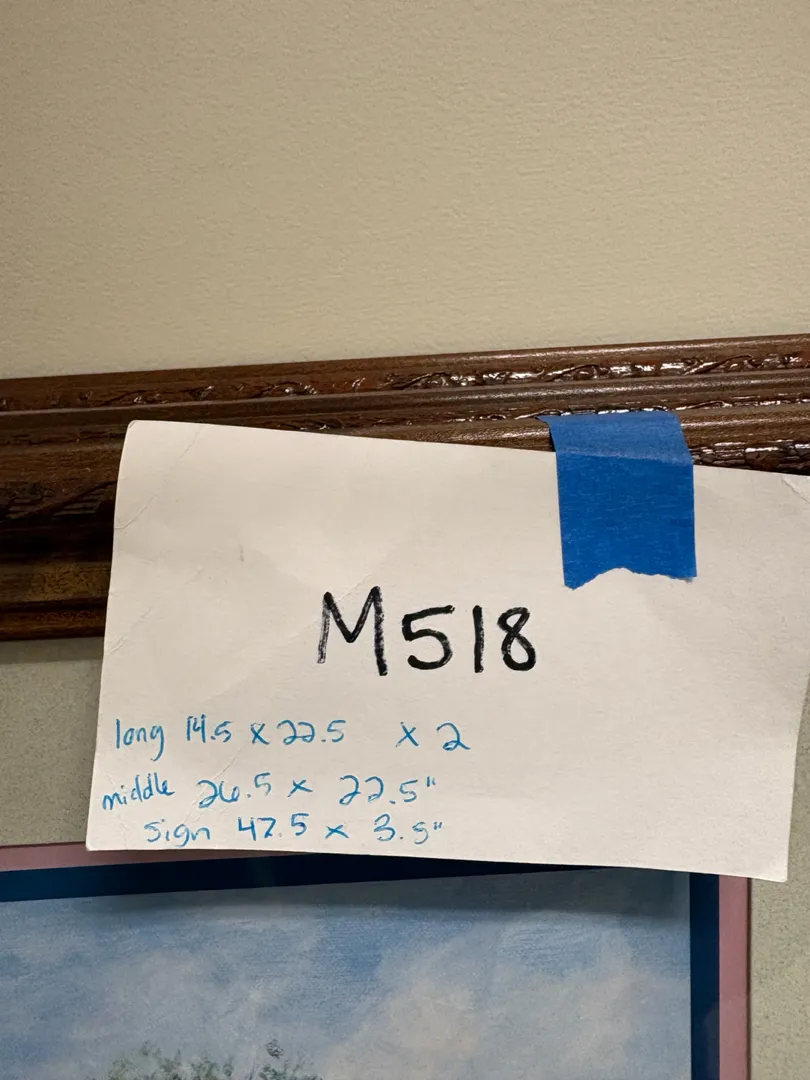 M518
long 14.5 x 22.5 x 2
middle 26.5 x 22.5"
sign 47.5 x 3.5"